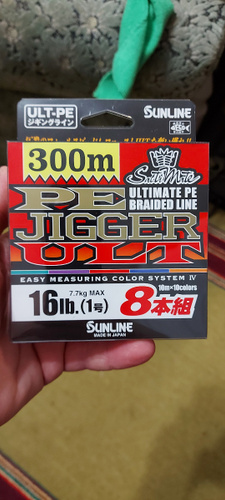 ULT-PE
ジギングライン
SUNLINE
300m
SaltiMate
ULTIMATE PE
BRAIDED LINE
PE
JIGGER
ULT
EASY MEASURING COLOR SYSTEM IV
7.7kg MAX
16lb.(1号)
10m×10colors
8本組
SUNLINE
MADE IN JAPAN